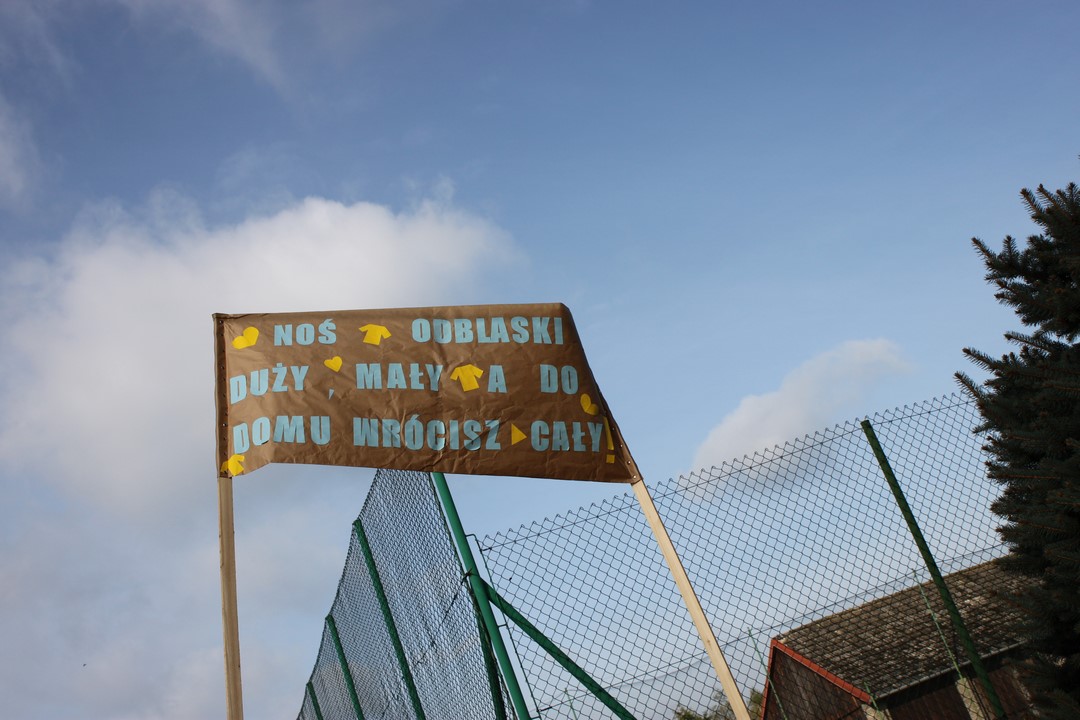 NOŚ ODBLASKI
DUŻY, MAŁY A DO
DOMU WRÓCISZ CAŁY!